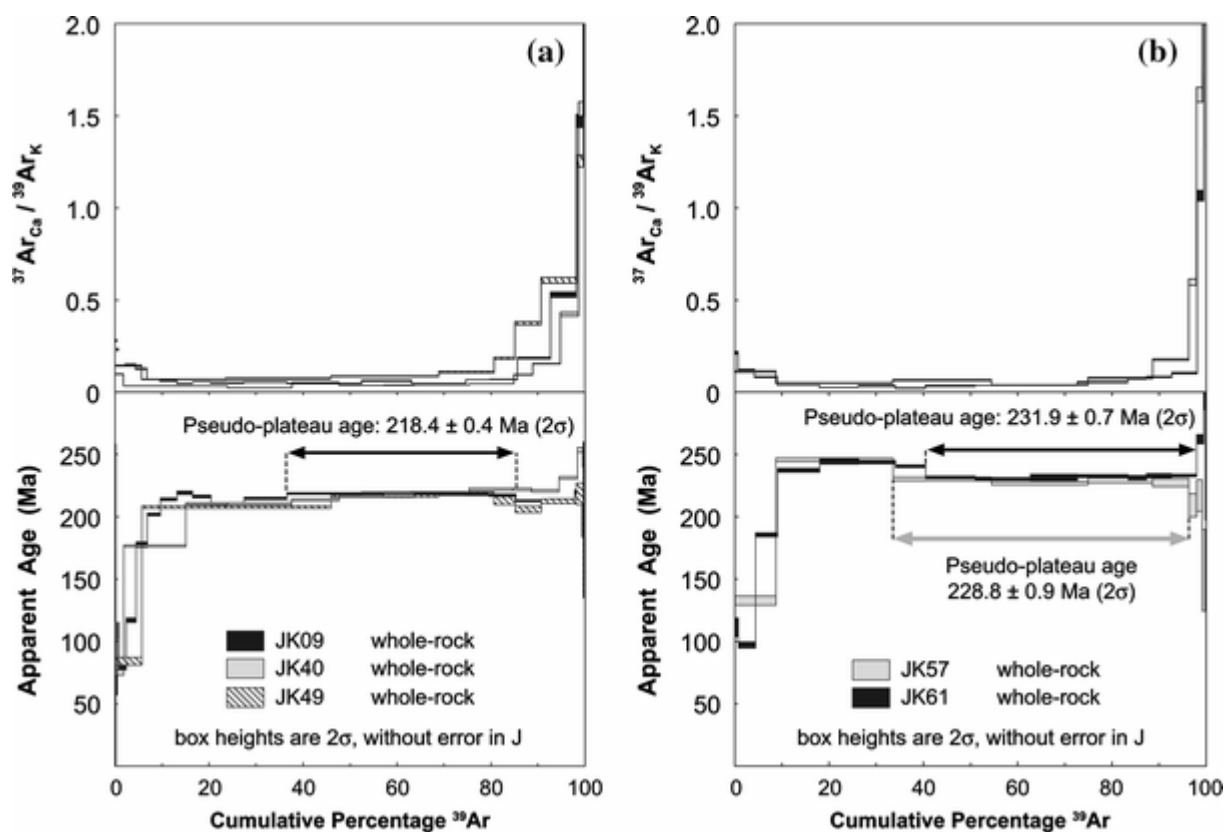 (a)
2.0
1.5
1.0
0.5
0
³⁷Ar_Ca / ³⁹Ar_K
Pseudo-plateau age: 218.4 ± 0.4 Ma (2σ)
250
200
150
100
50
Apparent Age (Ma)
JK09 whole-rock
JK40 whole-rock
JK49 whole-rock
box heights are 2σ, without error in J
0 20 40 60 80 100
Cumulative Percentage ³⁹Ar
(b)
2.0
1.5
1.0
0.5
0
³⁷Ar_Ca / ³⁹Ar_K
Pseudo-plateau age: 231.9 ± 0.7 Ma (2σ)
250
200
150
100
50
Apparent Age (Ma)
Pseudo-plateau age
228.8 ± 0.9 Ma (2σ)
JK57 whole-rock
JK61 whole-rock
box heights are 2σ, without error in J
0 20 40 60 80 100
Cumulative Percentage ³⁹Ar